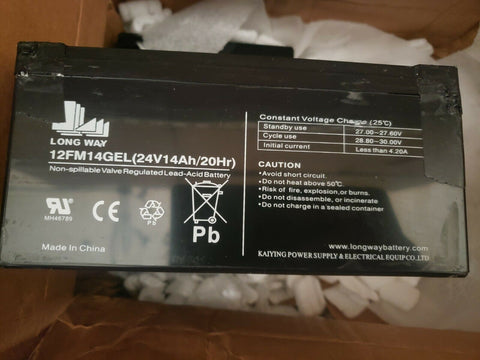 LONG WAY
12FM14GEL(24V14Ah/20Hr)
Non-spillable Valve Regulated Lead-Acid Battery
MH46789
Pb
Pb
Made In China
Constant Voltage Charge (25℃)
Standby use 27.00-27.60V
Cycle use 28.80-30.00V
Initial current Less than 4.20A
CAUTION:
Avoid short circuit.
Do not heat above 50℃.
Risk of fire, explosion,or burns.
Do not disassemble, or incinerate
Do not charge in a sealed container
www.longwaybattery.com
KAIYING POWER SUPPLY & ELECTRICAL EQUIP CO.,LTD